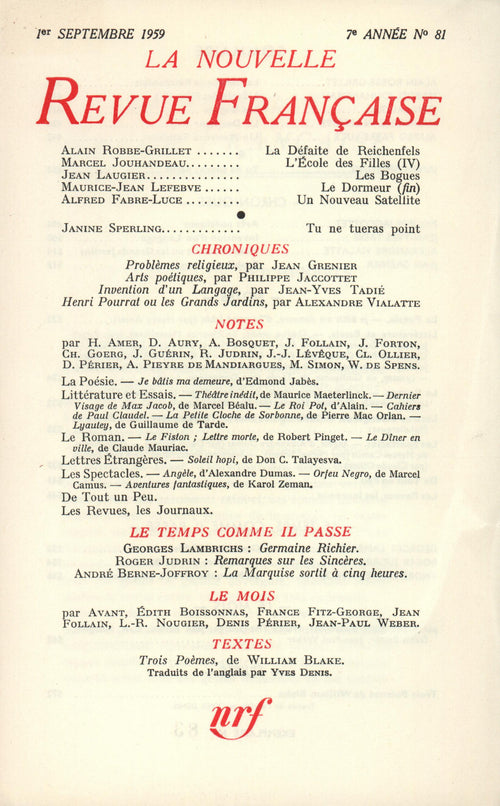 1er SEPTEMBRE 1959 7e ANNÉE No 81
LA NOUVELLE
REVUE FRANÇAISE
ALAIN ROBBE-GRILLET ....... La Défaite de Reichenfels
MARCEL JOUHANDEAU......... L'École des Filles (IV)
JEAN LAUGIER............... Les Bogues
MAURICE-JEAN LEFEBVE ...... Le Dormeur (fin)
ALFRED FABRE-LUCE ......... Un Nouveau Satellite
●
JANINE SPERLING............. Tu ne tueras point
CHRONIQUES
Problèmes religieux, par JEAN GRENIER
Arts poétiques, par PHILIPPE JACCOTTET
Invention d'un Langage, par JEAN-YVES TADIÉ
Henri Pourrat ou les Grands Jardins, par ALEXANDRE VIALATTE
NOTES
par H. AMER, D. AURY, A. BOSQUET, J. FOLLAIN, J. FORTON,
CH. GOERG, J. GUÉRIN, R. JUDRIN, J.-J. LÉVÊQUE, CL. OLLIER,
D. PÉRIER, A. PIEYRE DE MANDIARGUES, M. SIMON, W. DE SPENS.
La Poésie. — Je bâtis ma demeure, d'Edmond Jabès.
Littérature et Essais. — Théâtre inédit, de Maurice Maeterlinck. — Dernier
Visage de Max Jacob, de Marcel Béalu. — Le Roi Pot, d'Alain. — Cahiers
de Paul Claudel. — La Petite Cloche de Sorbonne, de Pierre Mac Orlan. —
Lyautey, de Guillaume de Tarde.
Le Roman. — Le Fiston ; Lettre morte, de Robert Pinget. — Le Dîner en
ville, de Claude Mauriac.
Lettres Étrangères. — Soleil hopi, de Don C. Talayesva.
Les Spectacles. — Angèle, d'Alexandre Dumas. — Orfeu Negro, de Marcel
Camus. — Aventures fantastiques, de Karol Zeman.
De Tout un Peu.
Les Revues, les Journaux.
LE TEMPS COMME IL PASSE
GEORGES LAMBRICHS : Germaine Richier.
ROGER JUDRIN : Remarques sur les Sincères.
ANDRÉ BERNE-JOFFROY : La Marquise sortit à cinq heures.
LE MOIS
par AVANT, ÉDITH BOISSONNAS, FRANCE FITZ-GEORGE, JEAN
FOLLAIN, L.-R. NOUGIER, DENIS PÉRIER, JEAN-PAUL WEBER.
TEXTES
Trois Poèmes, de WILLIAM BLAKE.
Traduits de l'anglais par YVES DENIS.
nrf